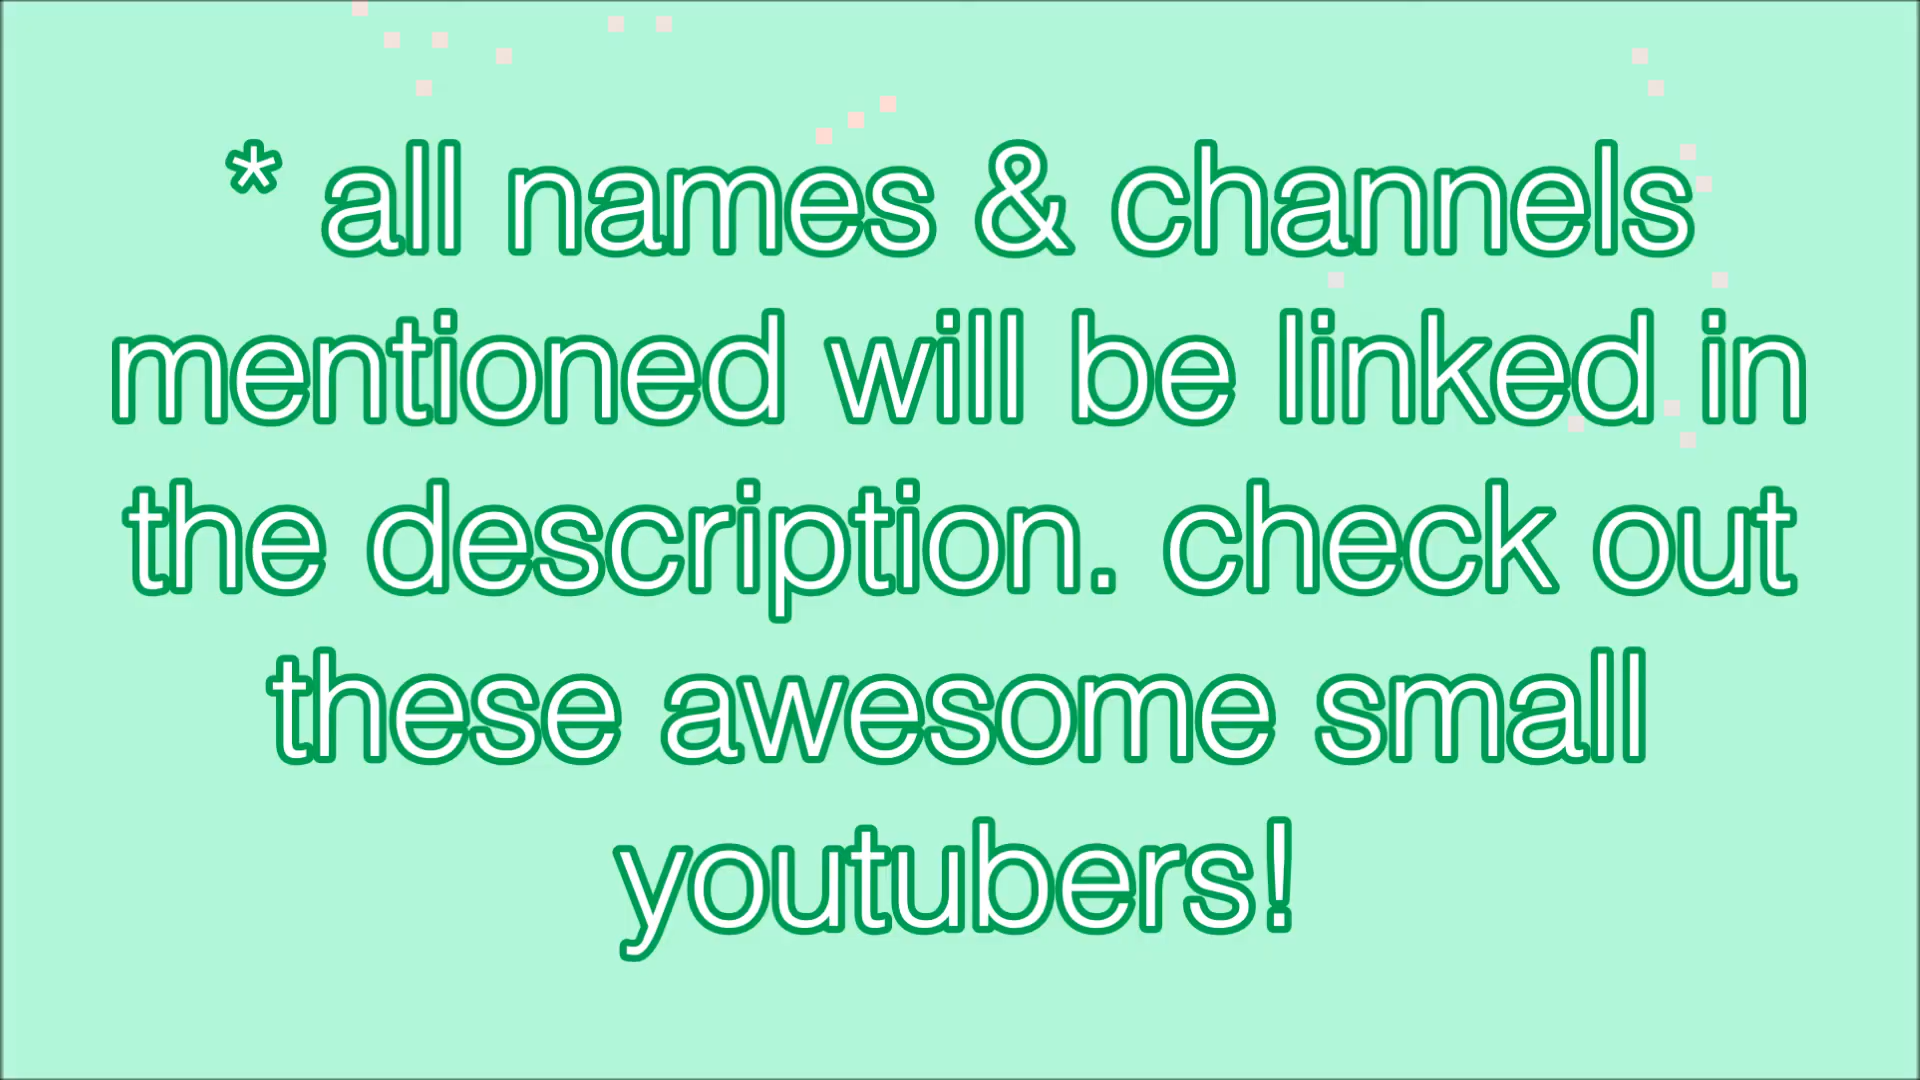 * all names & channels
mentioned will be linked in
the description. check out
these awesome small
youtubers!